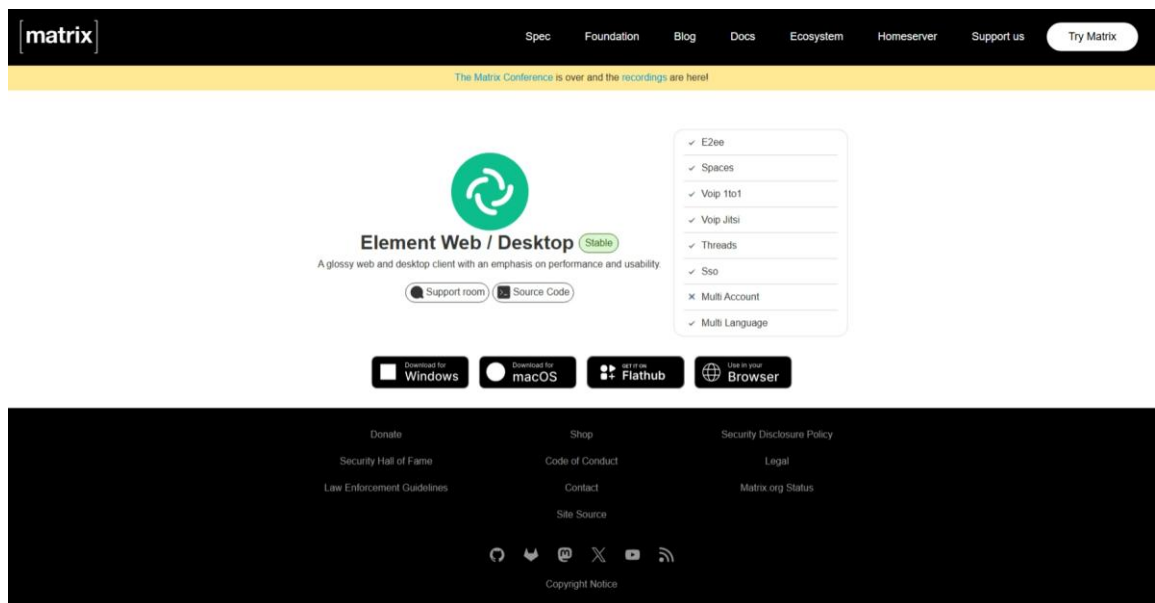 [matrix]
Spec Foundation Blog Docs Ecosystem Homeserver Support us Try Matrix
The Matrix Conference is over and the recordings are here!
Element Web / Desktop Stable
A glossy web and desktop client with an emphasis on performance and usability.
Support room Source Code
E2ee
Spaces
Voip 1to1
Voip Jitsi
Threads
Sso
Multi Account
Multi Language
Download for
Windows
Download for
macOS
GET IT ON
Flathub
Use in your
Browser
Donate Shop Security Disclosure Policy
Security Hall of Fame Code of Conduct Legal
Law Enforcement Guidelines Contact Matrix.org Status
Site Source
Copyright Notice